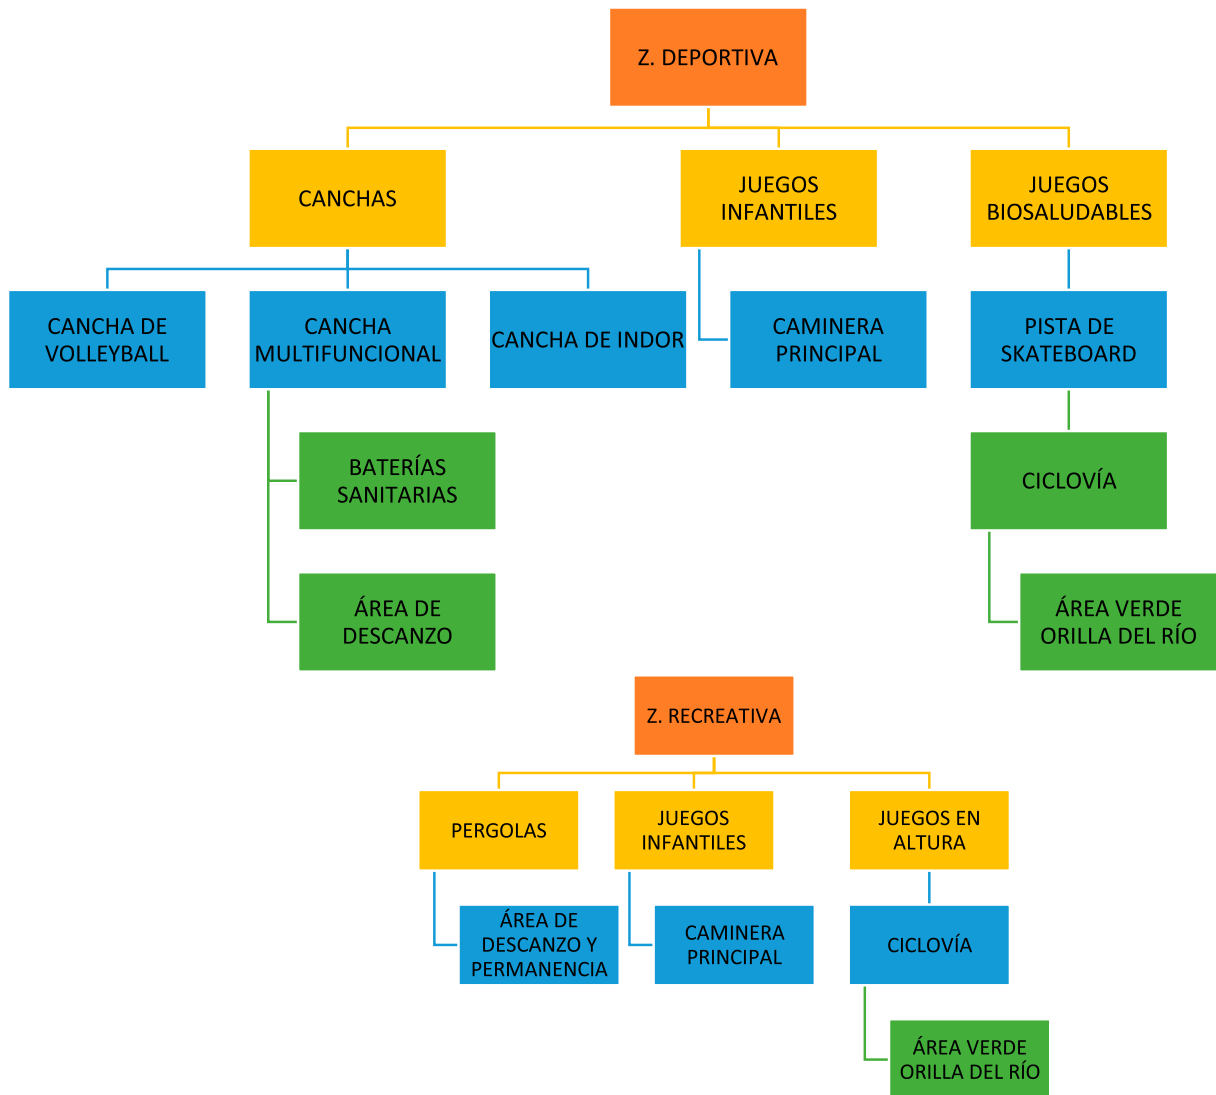 Z. DEPORTIVA
CANCHAS
JUEGOS
INFANTILES
JUEGOS
BIOSALUDABLES
CANCHA DE
VOLLEYBALL
CANCHA
MULTIFUNCIONAL
CANCHA DE INDOR
CAMINERA
PRINCIPAL
PISTA DE
SKATEBOARD
BATERÍAS
SANITARIAS
CICLOVÍA
ÁREA DE
DESCANZO
ÁREA VERDE
ORILLA DEL RÍO
Z. RECREATIVA
PERGOLAS
JUEGOS
INFANTILES
JUEGOS EN
ALTURA
ÁREA DE
DESCANZO Y
PERMANENCIA
CAMINERA
PRINCIPAL
CICLOVÍA
ÁREA VERDE
ORILLA DEL RÍO